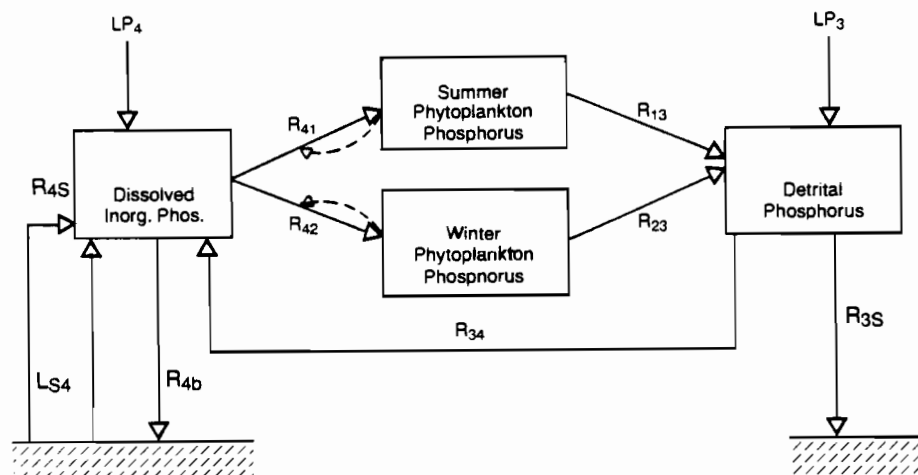 LP4
LP3
Summer
Phytoplankton
Phosphorus
R41
R13
R4S
Dissolved
Inorg. Phos.
Detrital
Phosphorus
R42
R23
Winter
Phytoplankton
Phospnorus
R34
R3S
LS4
R4b